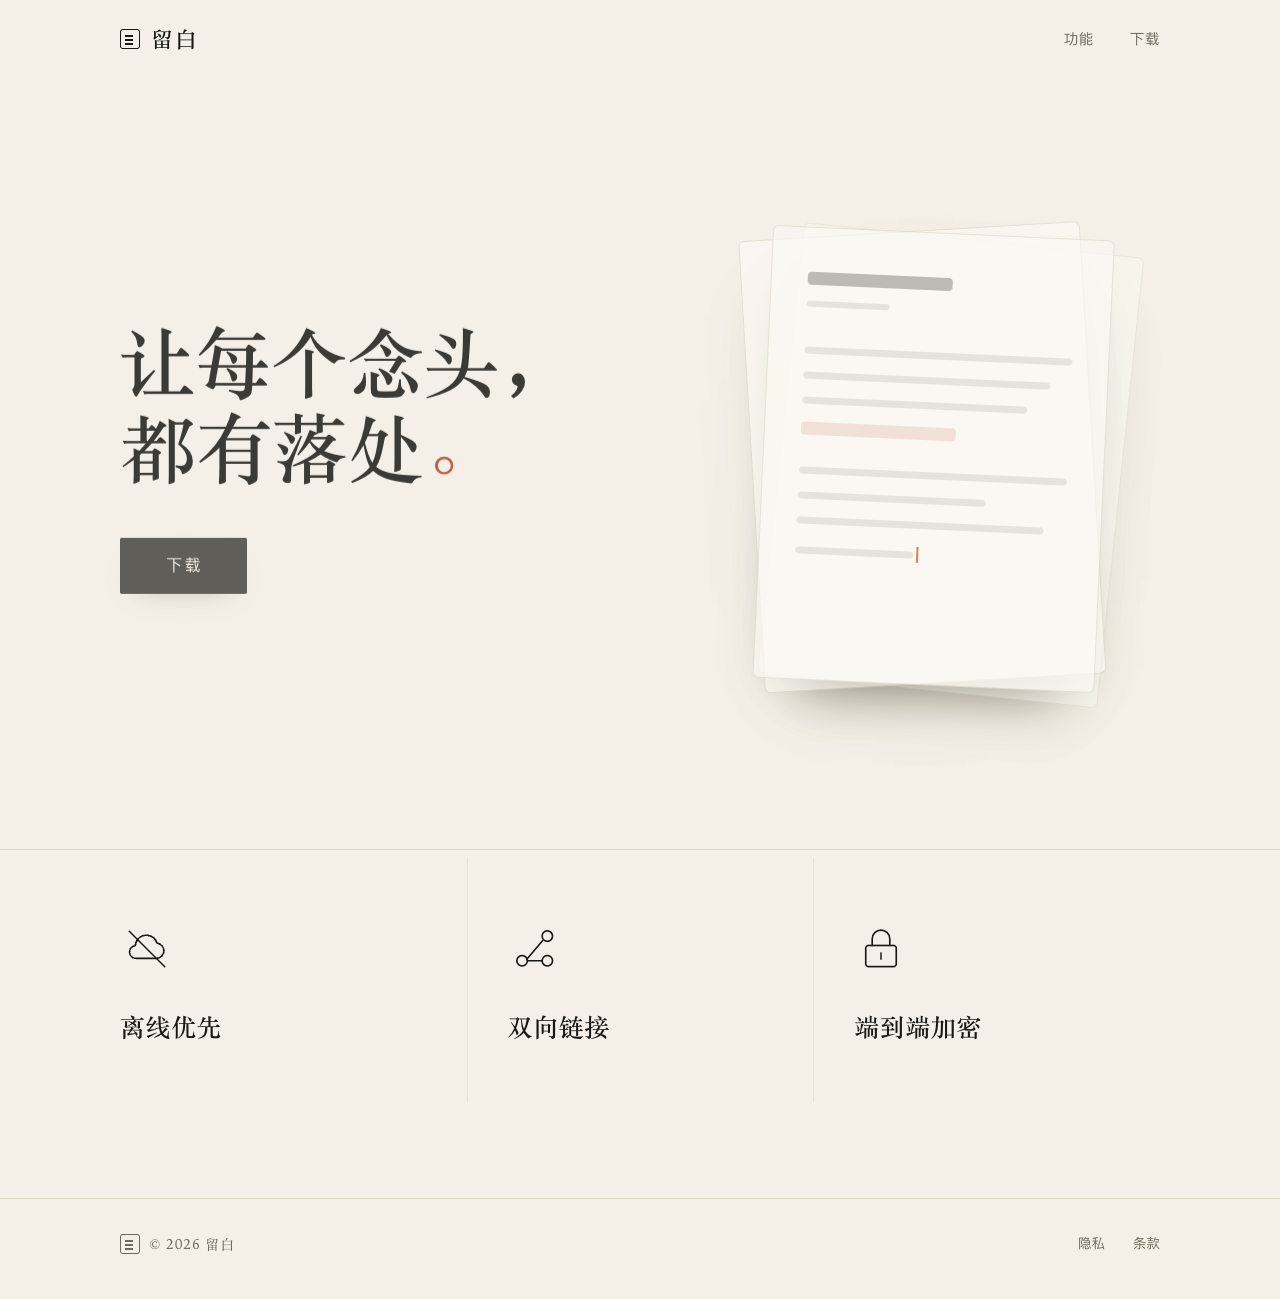 留白
功能
下载
让每个念头，
都有落处。
下载
离线优先
双向链接
端到端加密
© 2026 留白
隐私
条款